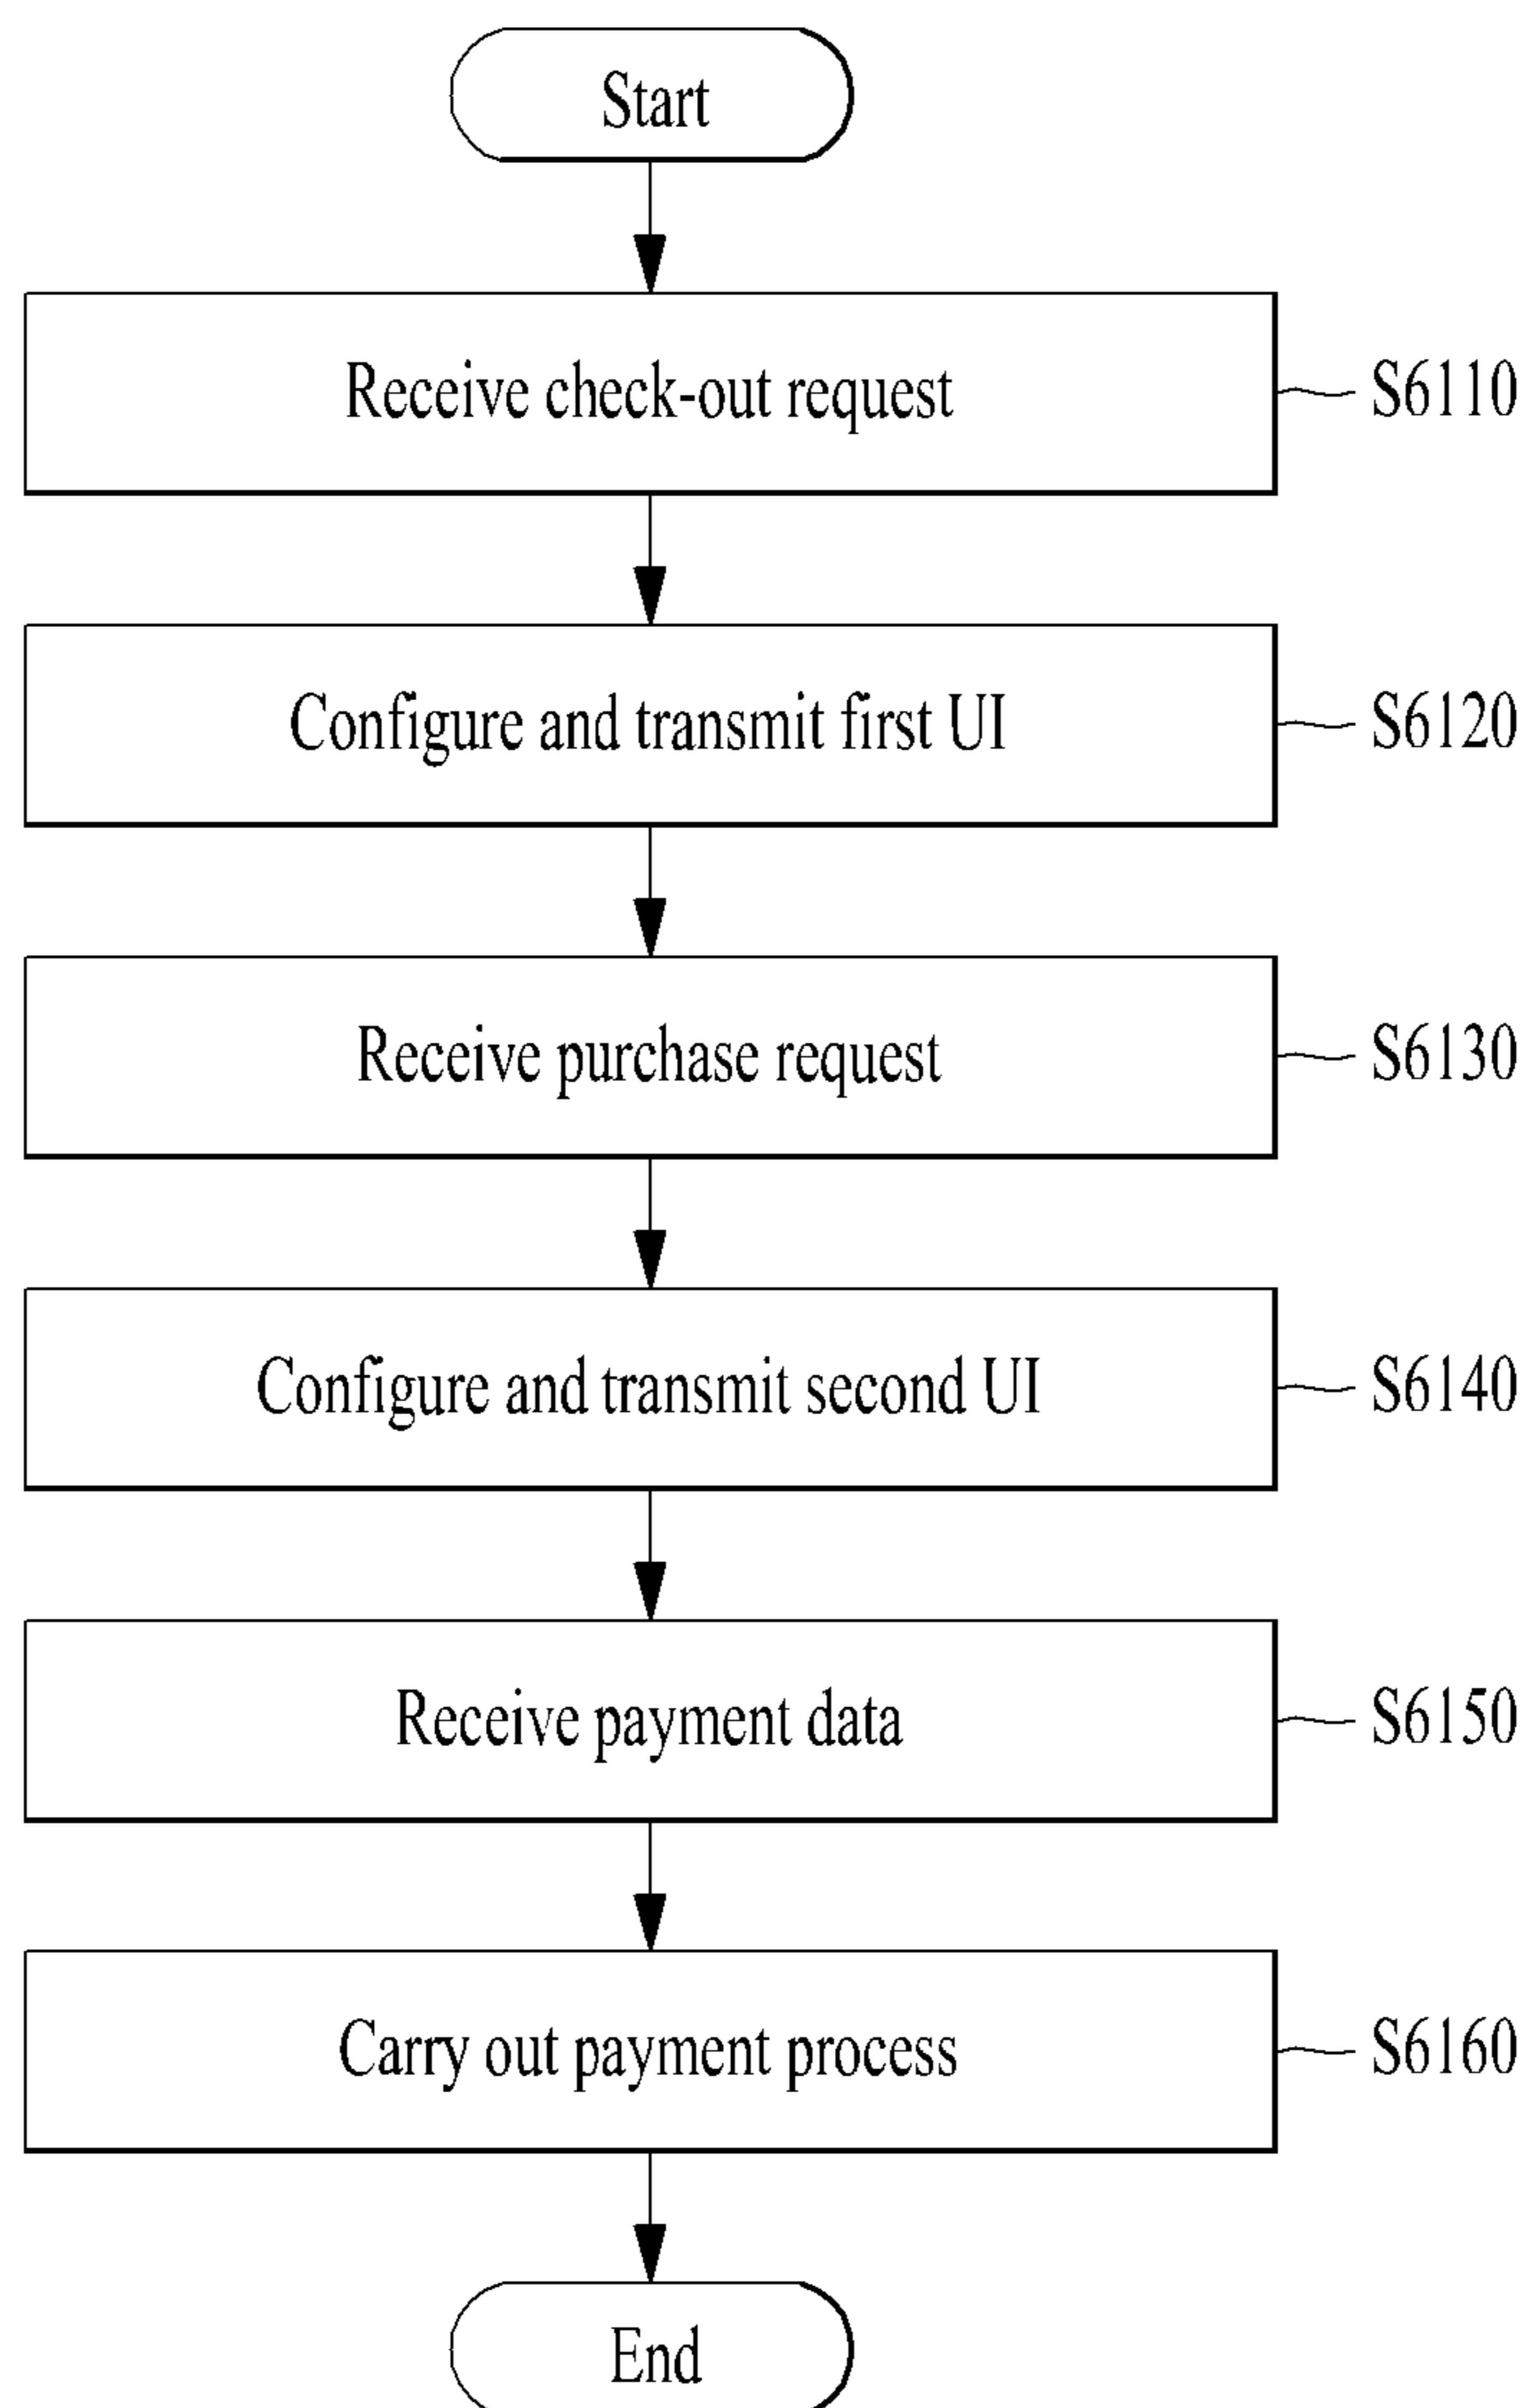 Start
Receive check-out request
S6110
Configure and transmit first UI
S6120
Receive purchase request
S6130
Configure and transmit second UI
S6140
Receive payment data
S6150
Carry out payment process
S6160
End